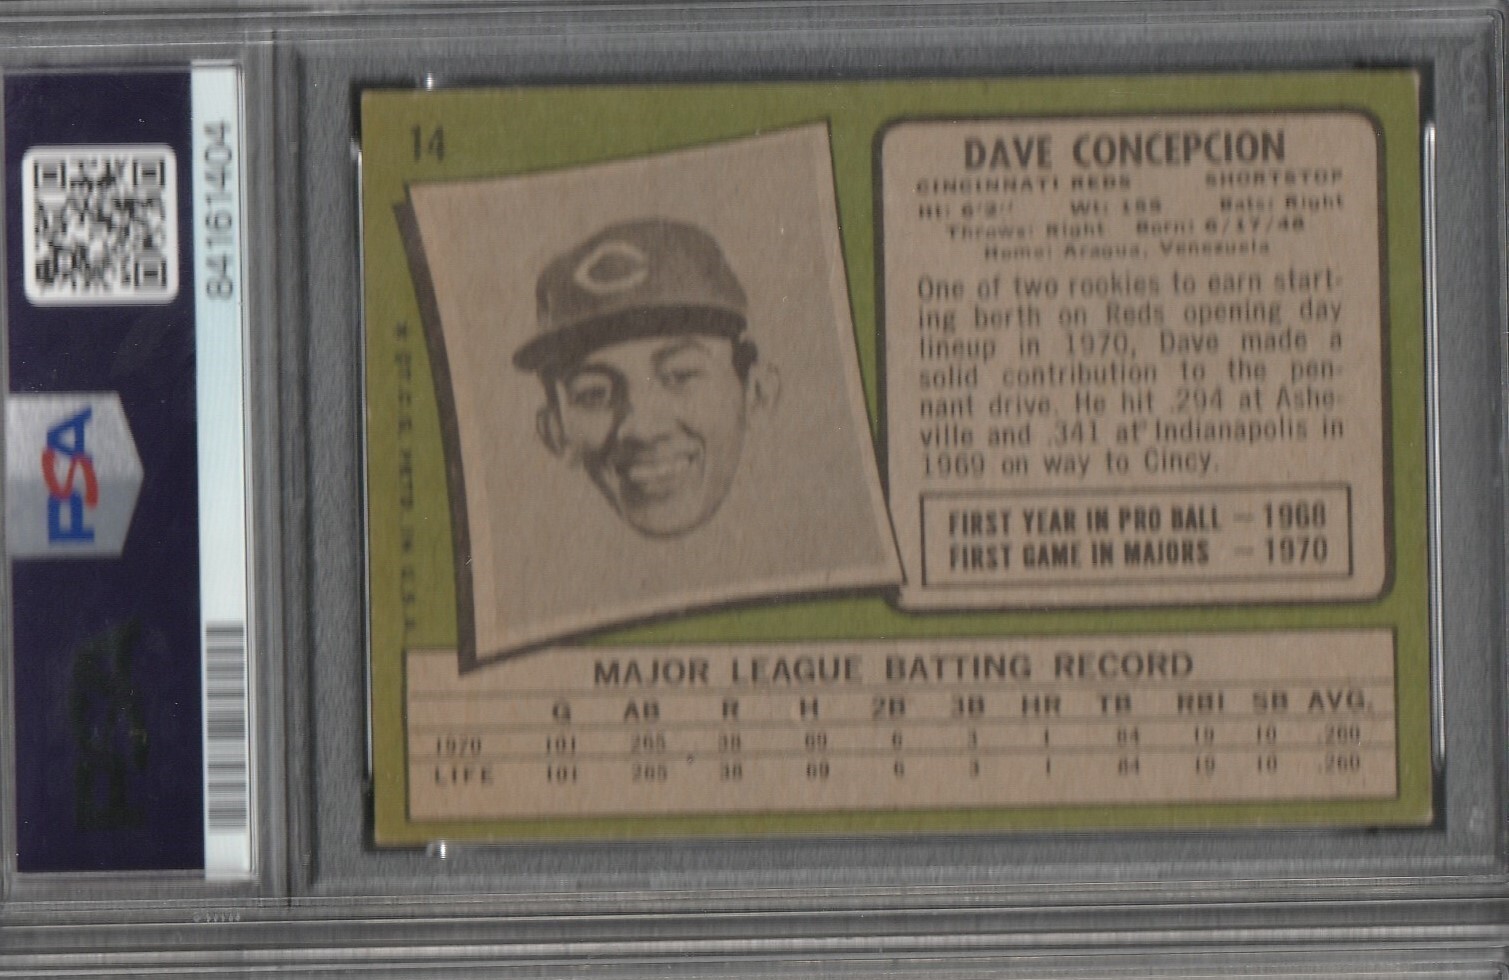 84161404
PSA
14
DAVE CONCEPCION
CINCINNATI REDS SHORTSTOP
Ht: 6'2" Wt: 155 Bats: Right
Throws: Right Born: 6/17/48
Home: Aragua, Venezuela
One of two rookies to earn start-
ing berth on Reds opening day
lineup in 1970, Dave made a
solid contribution to the pen-
nant drive. He hit .294 at Ashe-
ville and .341 at Indianapolis in
1969 on way to Cincy.
FIRST YEAR IN PRO BALL — 1968
FIRST GAME IN MAJORS — 1970
MAJOR LEAGUE BATTING RECORD
G AB R H 2B 3B HR TB RBI SB AVG.
1970 101 265 38 69 6 3 1 84 19 10 .260
LIFE 101 265 38 69 6 3 1 84 19 10 .260